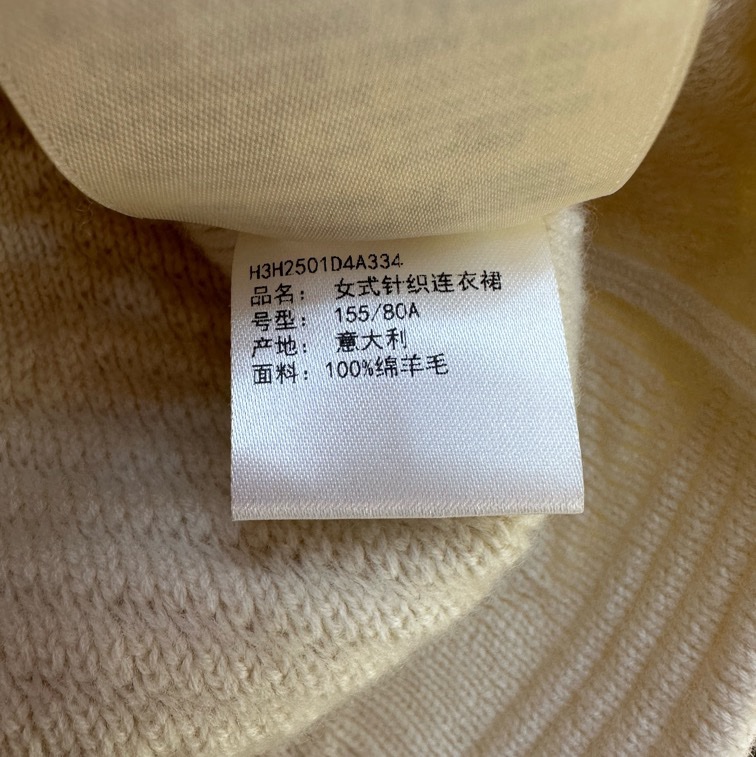 H3H2501D4A334
品名： 女式针织连衣裙
号型： 155/80A
产地： 意大利
面料：100%绵羊毛